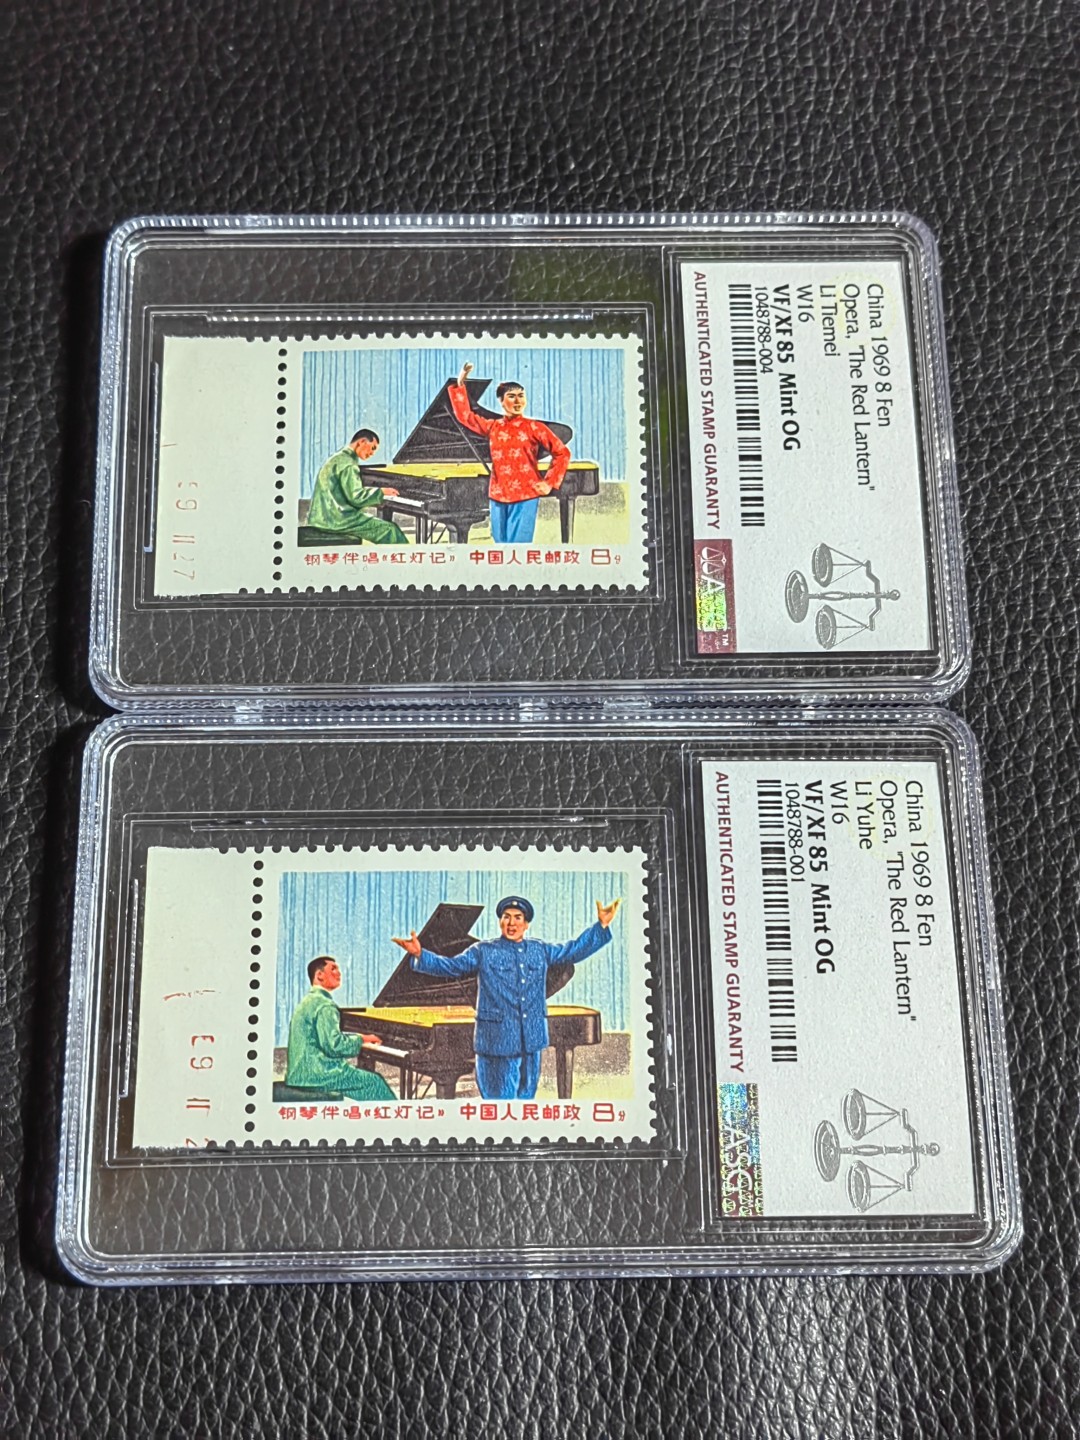 钢琴伴唱《红灯记》 中国人民邮政 8分
China 1969 8 Fen
Opera, "The Red Lantern"
Li Tiemei
W16
VF/XF 85 Mint OG
1048788-004
AUTHENTICATED STAMP GUARANTY
ASG™
钢琴伴唱《红灯记》 中国人民邮政 8分
China 1969 8 Fen
Opera, "The Red Lantern"
Li Yuhe
W16
VF/XF 85 Mint OG
1048788-001
AUTHENTICATED STAMP GUARANTY
ASG